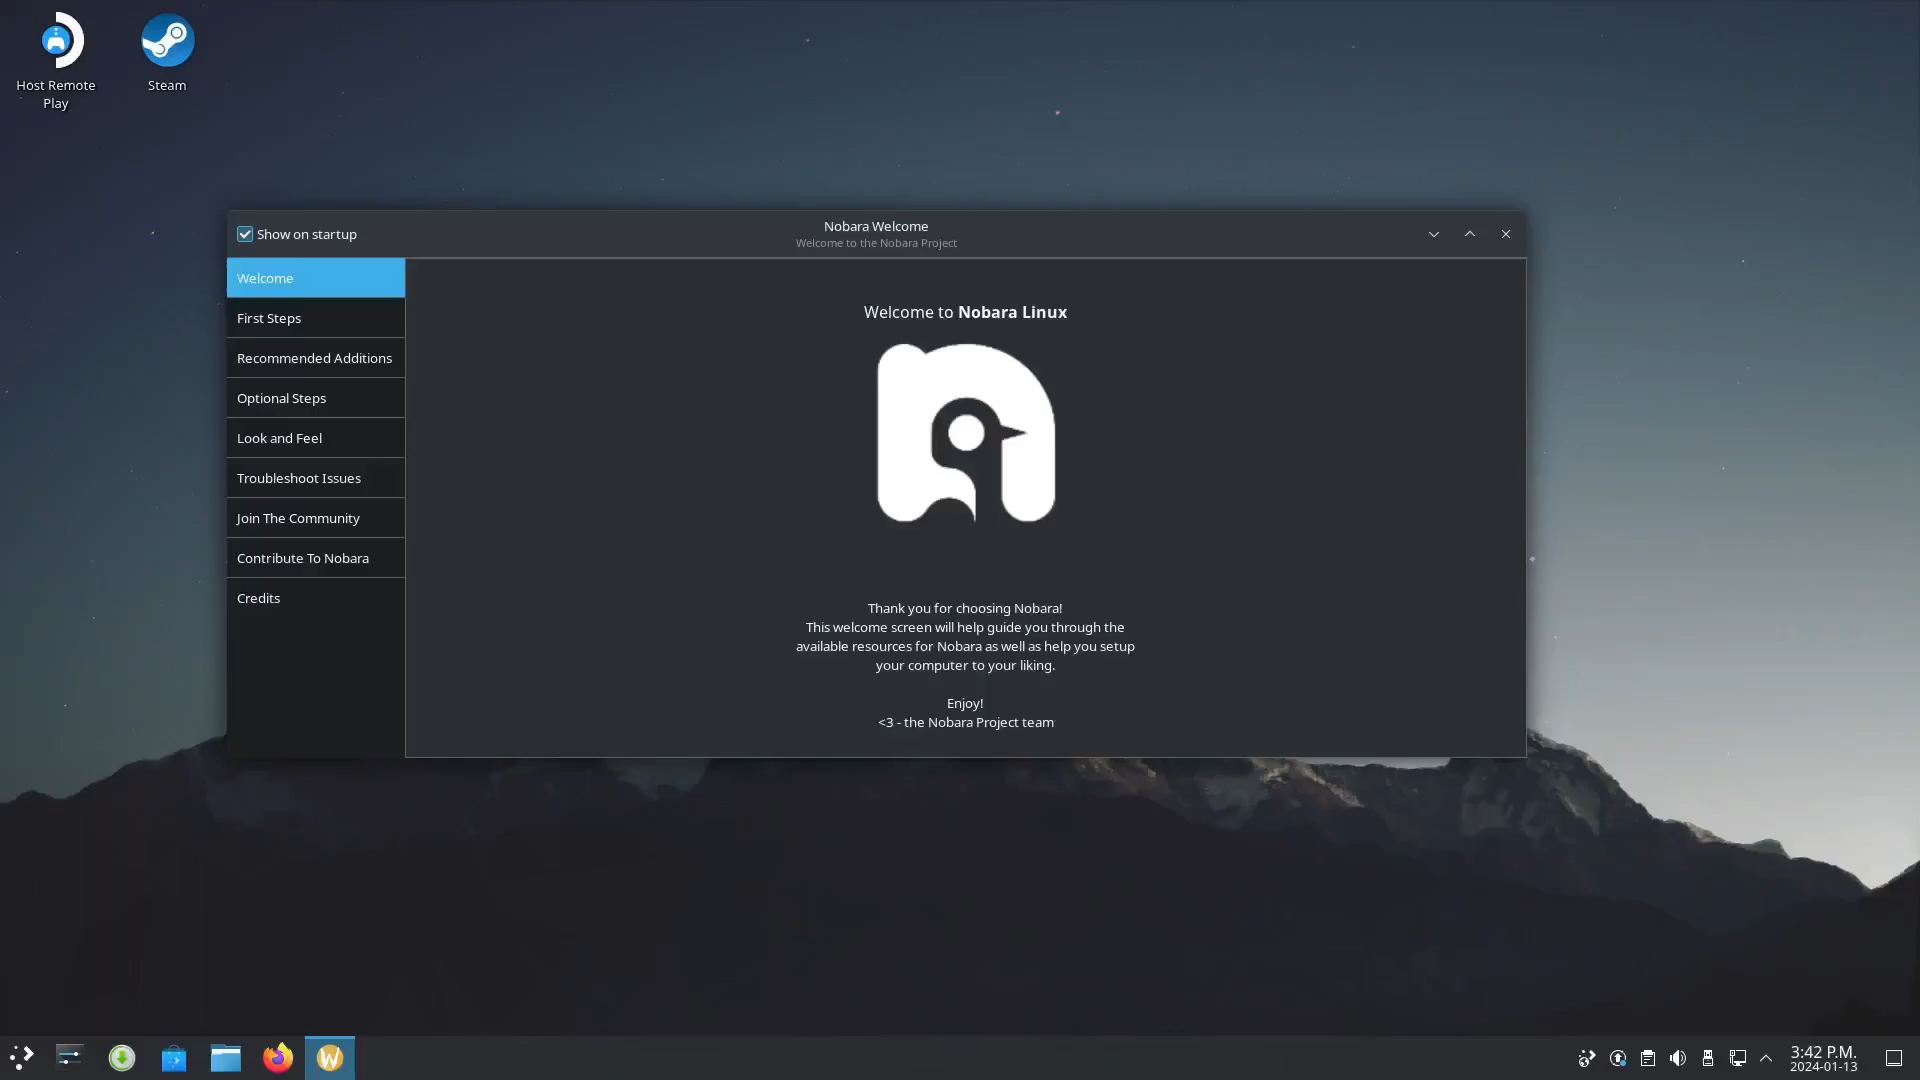 Host Remote
Play
Steam
Show on startup
Nobara Welcome
Welcome to the Nobara Project
Welcome
First Steps
Recommended Additions
Optional Steps
Look and Feel
Troubleshoot Issues
Join The Community
Contribute To Nobara
Credits
Welcome to Nobara Linux
Thank you for choosing Nobara!
This welcome screen will help guide you through the
available resources for Nobara as well as help you setup
your computer to your liking.
Enjoy!
<3 - the Nobara Project team
W
3:42 P.M.
2024-01-13